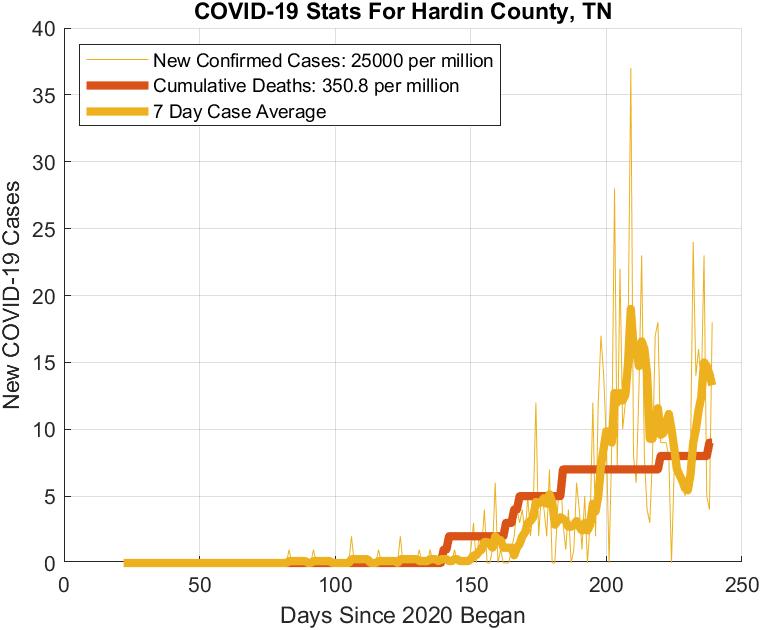 COVID-19 Stats For Hardin County, TN
New Confirmed Cases: 25000 per million
Cumulative Deaths: 350.8 per million
7 Day Case Average
New COVID-19 Cases
40
35
30
25
20
15
10
5
0
0 50 100 150 200 250
Days Since 2020 Began